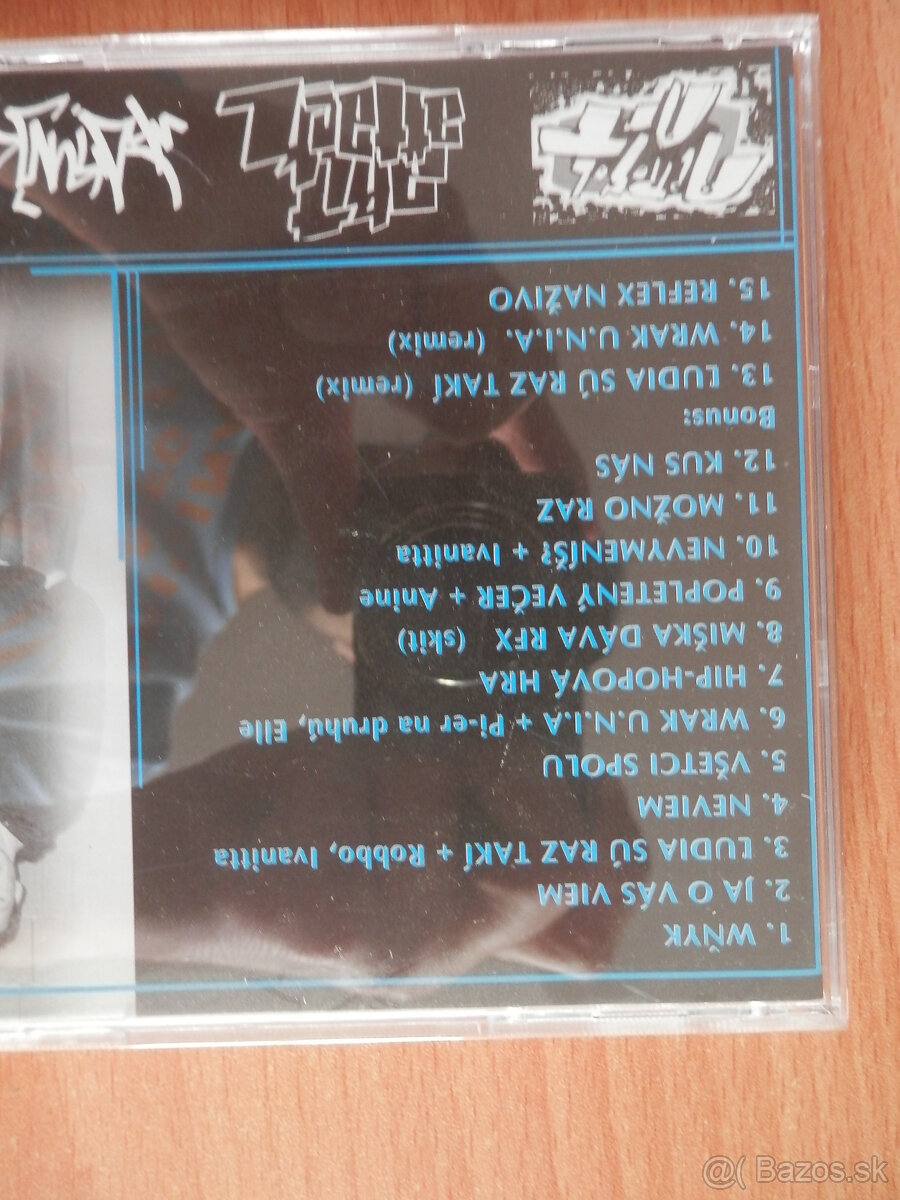 1. WŇYK
2. JA O VÁS VIEM
3. ĽUDIA SÚ RAZ TAKÍ + Robbo, Ivanitta
4. NEVIEM
5. VŠETCI SPOLU
6. WRAK U.N.I.A + Pi-er na druhú, Elle
7. HIP-HOPOVÁ HRA
8. MIŠKA DÁVA RFX (skit)
9. POPLETENÝ VEČER + Anine
10. NEVYMENÍŠ? + Ivanitta
11. MOŽNO RAZ
12. KUS NÁS
Bonus:
13. ĽUDIA SÚ RAZ TAKÍ (remix)
14. WRAK U.N.I.A. (remix)
15. REFLEX NAŽIVO
@( Bazos.sk